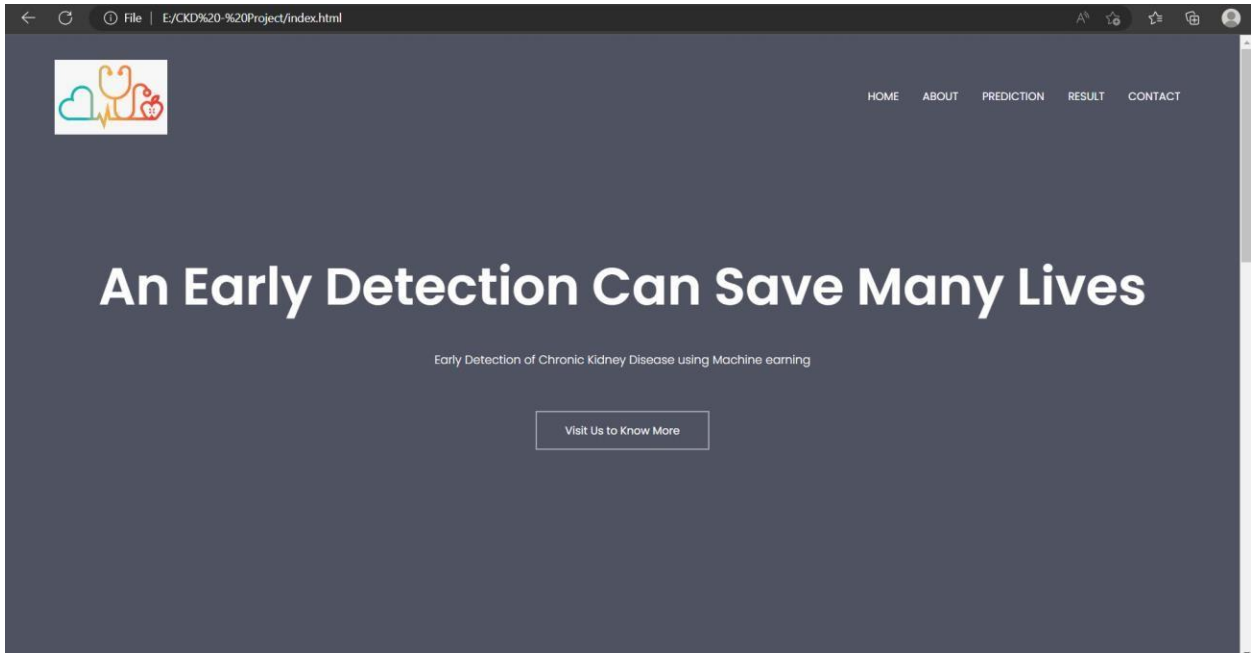 File | E:/CKD%20-%20Project/index.html
HOME ABOUT PREDICTION RESULT CONTACT
An Early Detection Can Save Many Lives
Early Detection of Chronic Kidney Disease using Machine earning
Visit Us to Know More